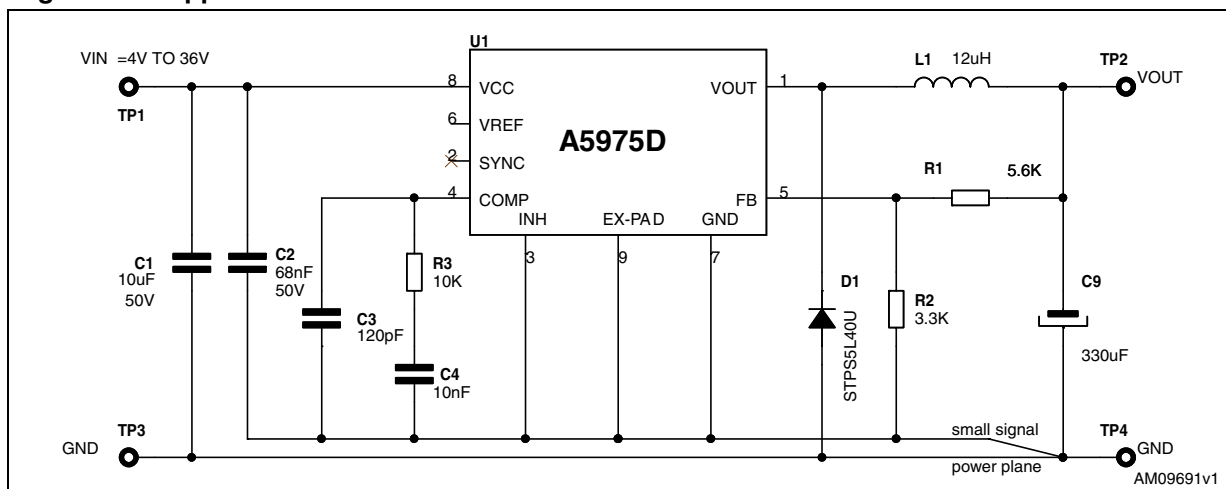 VIN =4V TO 36V
TP1
U1
8
VCC
6
VREF
2
SYNC
4
COMP
A5975D
VOUT
1
FB
5
INH
3
EX-PAD
9
GND
7
L1
12uH
TP2
VOUT
R1
5.6K
C1
10uF
50V
C2
68nF
50V
C3
120pF
R3
10K
C4
10nF
D1
STPS5L40U
R2
3.3K
C9
330uF
small signal
power plane
GND
TP3
TP4
GND
AM09691v1